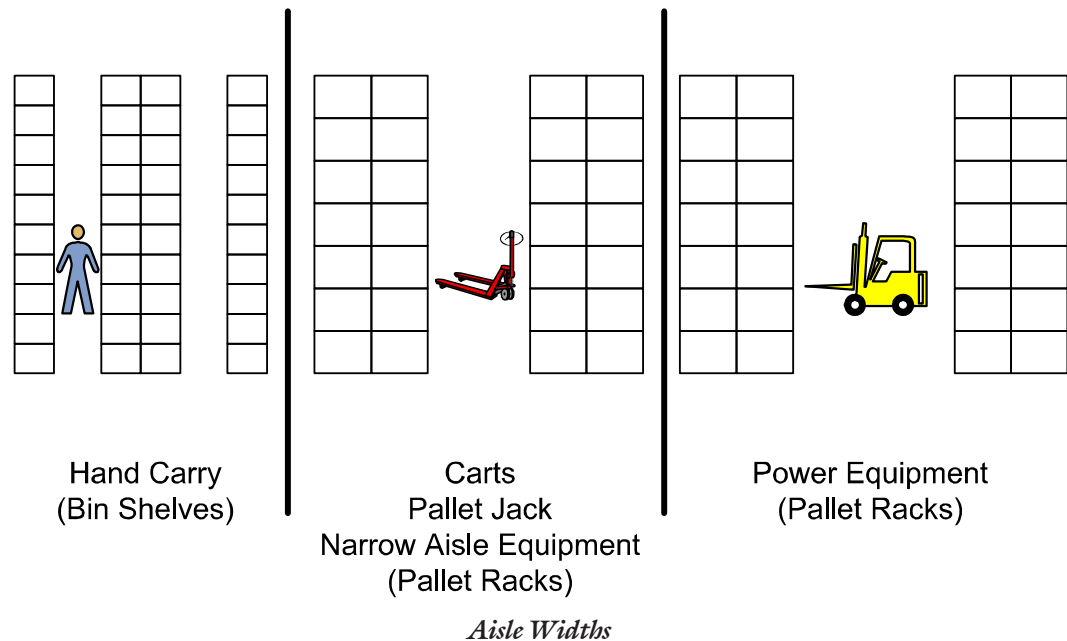 Hand Carry
(Bin Shelves)
Carts
Pallet Jack
Narrow Aisle Equipment
(Pallet Racks)
Power Equipment
(Pallet Racks)
Aisle Widths